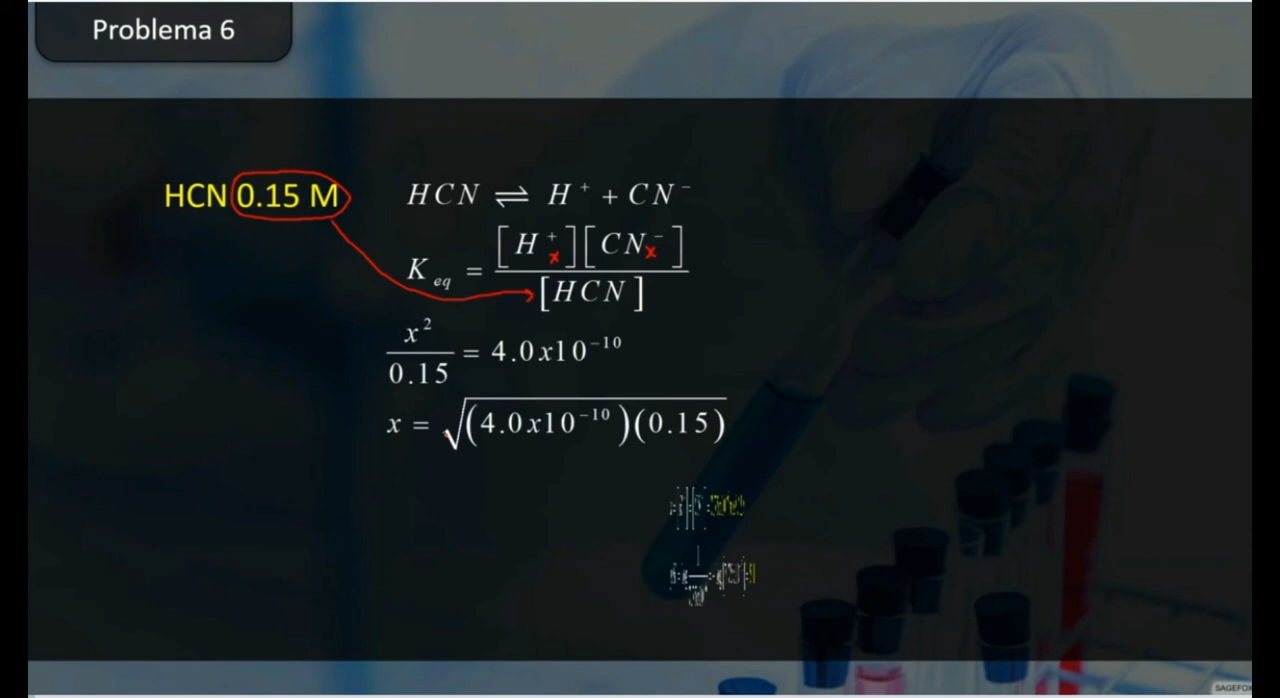 Problema 6
HCN 0.15 M
HCN ⇌ H⁺ + CN⁻
K_eq = [H⁺][CN⁻] / [HCN]
x x
x² / 0.15 = 4.0x10⁻¹⁰
x = √(4.0x10⁻¹⁰)(0.15)
SAGEFOX